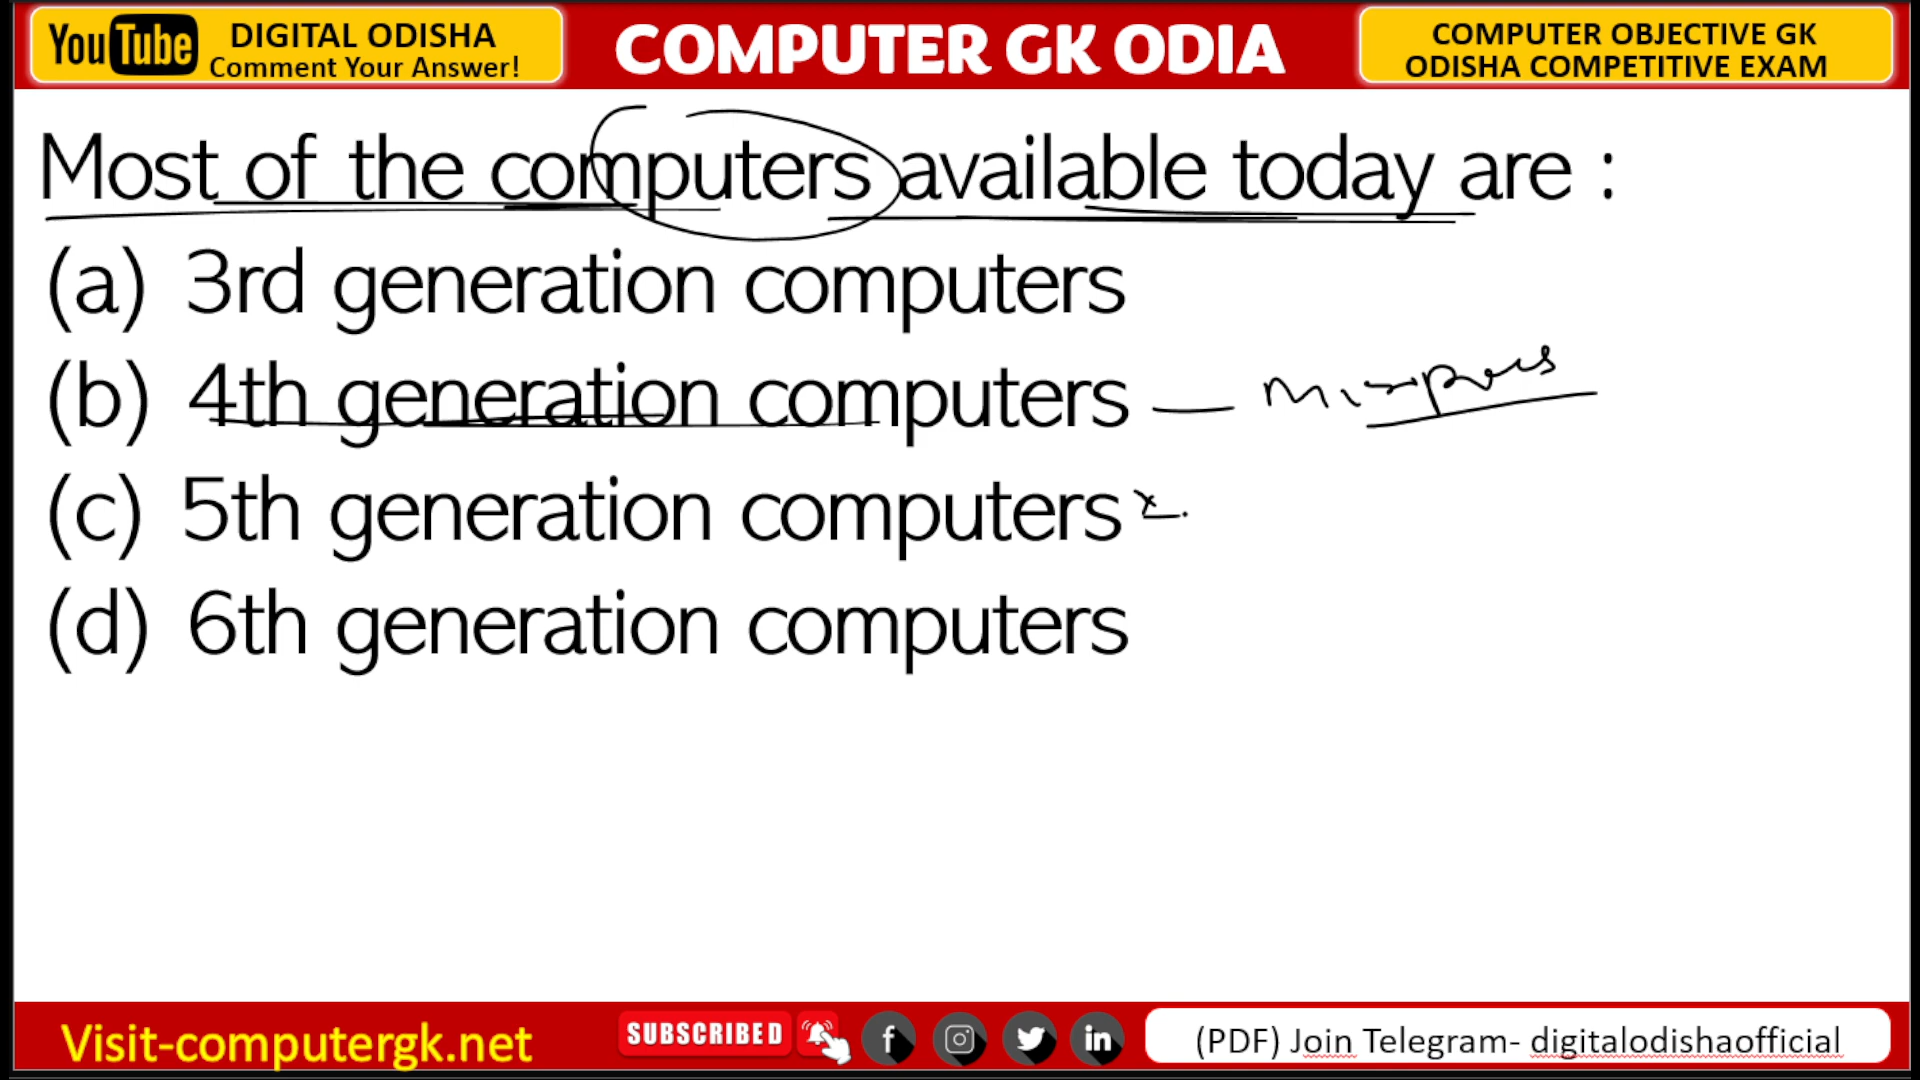 YouTube DIGITAL ODISHA
Comment Your Answer!
COMPUTER GK ODIA
COMPUTER OBJECTIVE GK
ODISHA COMPETITIVE EXAM
Most of the computers available today are :
(a) 3rd generation computers
(b) 4th generation computers
(c) 5th generation computers
(d) 6th generation computers
Visit-computergk.net
SUBSCRIBED
(PDF) Join Telegram- digitalodishaofficial